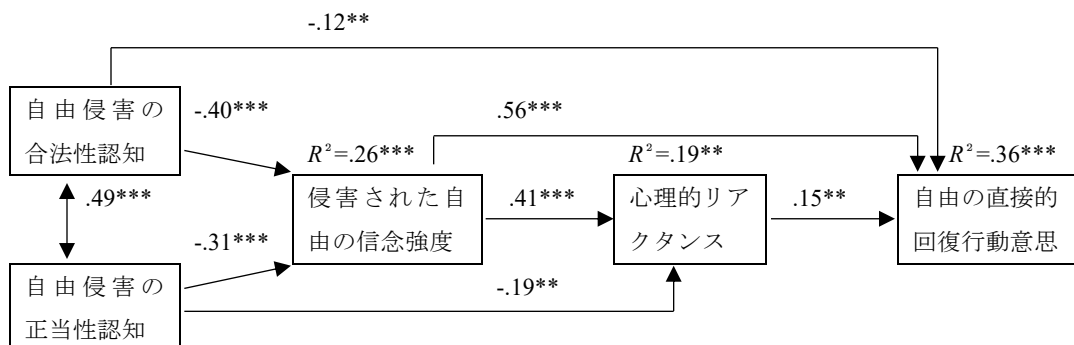 -.12**
自由侵害の
合法性認知
-.40***
.56***
R²=.26***
R²=.19**
R²=.36***
.49***
侵害された自
由の信念強度
.41***
心理的リア
クタンス
.15**
自由の直接的
回復行動意思
-.31***
自由侵害の
正当性認知
-.19**